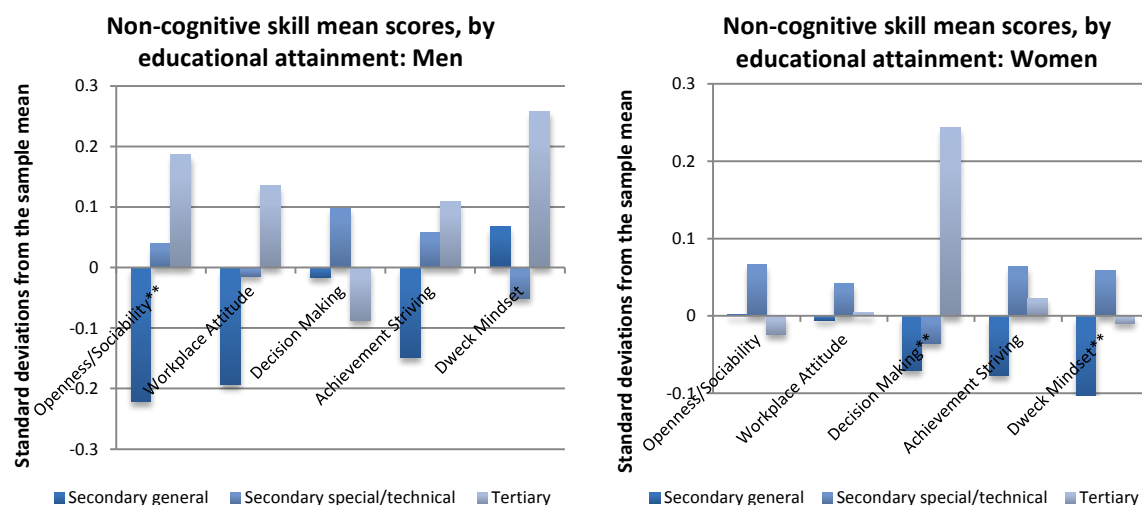 Non-cognitive skill mean scores, by
educational attainment: Men
Standard deviations from the sample mean
0.3
0.2
0.1
0
-0.1
-0.2
-0.3
Openness/Sociability**
Workplace Attitude
Decision Making
Achievement Striving
Dweck Mindset
Secondary general
Secondary special/technical
Tertiary
Non-cognitive skill mean scores, by
educational attainment: Women
Standard deviations from the sample mean
0.3
0.2
0.1
0
-0.1
Openness/Sociability
Workplace Attitude
Decision Making**
Achievement Striving
Dweck Mindset**
Secondary general
Secondary special/technical
Tertiary